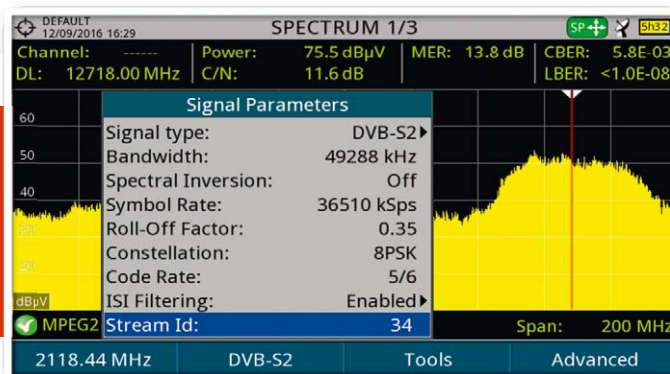 DEFAULT
12/09/2016 16:29
SPECTRUM 1/3
SP
5h32
Channel: ------ Power: 75.5 dBµV MER: 13.8 dB CBER: 5.8E-03
DL: 12718.00 MHz C/N: 11.6 dB LBER: <1.0E-08
Signal Parameters
Signal type: DVB-S2
Bandwidth: 49288 kHz
Spectral Inversion: Off
Symbol Rate: 36510 kSps
Roll-Off Factor: 0.35
Constellation: 8PSK
Code Rate: 5/6
ISI Filtering: Enabled
Stream Id: 34
60
50
40
30
20
dBµV
MPEG2
Span: 200 MHz
2118.44 MHz DVB-S2 Tools Advanced